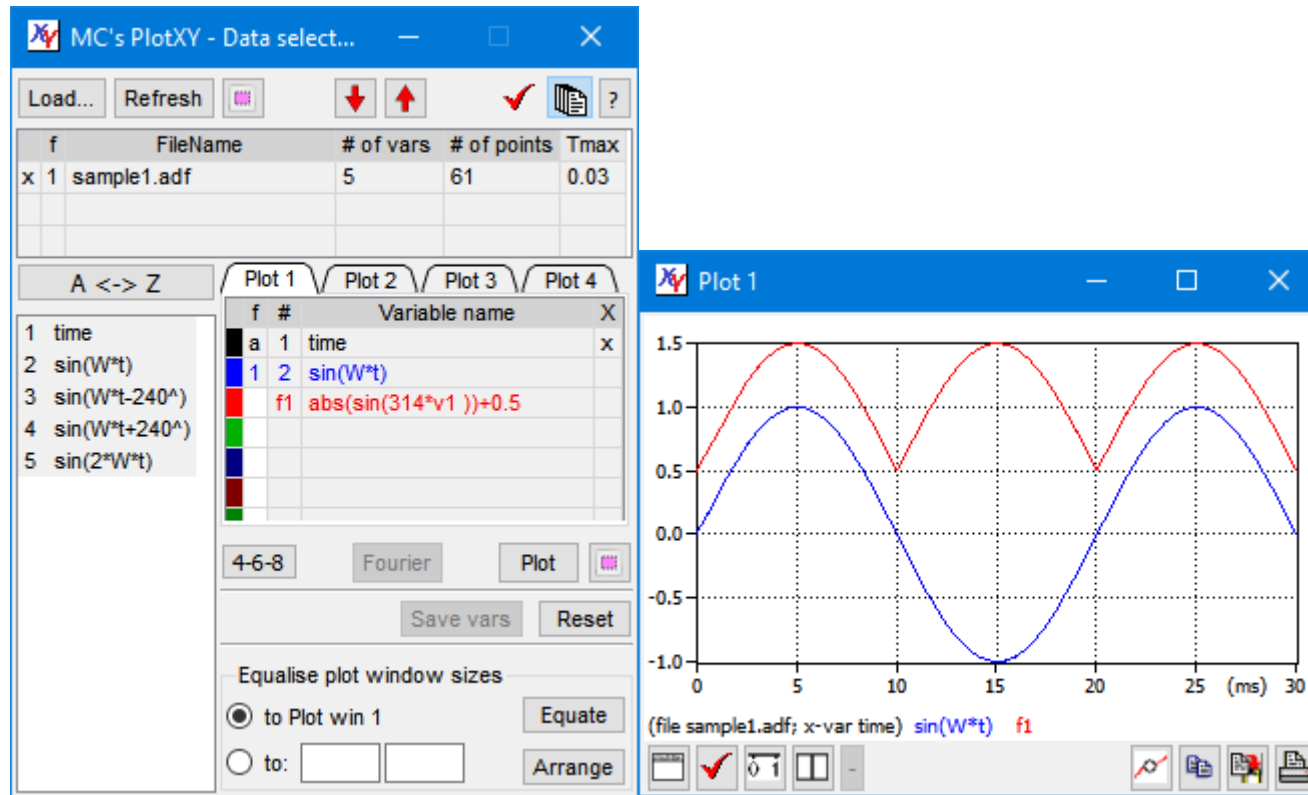 MC's PlotXY - Data select...
Load... Refresh ?
f FileName # of vars # of points Tmax
x 1 sample1.adf 5 61 0.03
A <-> Z
1 time
2 sin(W*t)
3 sin(W*t-240^)
4 sin(W*t+240^)
5 sin(2*W*t)
Plot 1 Plot 2 Plot 3 Plot 4
f # Variable name X
a 1 time x
1 2 sin(W*t)
f1 abs(sin(314*v1 ))+0.5
4-6-8 Fourier Plot
Save vars Reset
Equalise plot window sizes
to Plot win 1 Equate
to: Arrange
Plot 1
1.5
1.0
0.5
0.0
-0.5
-1.0
0 5 10 15 20 25 (ms) 30
(file sample1.adf; x-var time) sin(W*t) f1
0 1
-